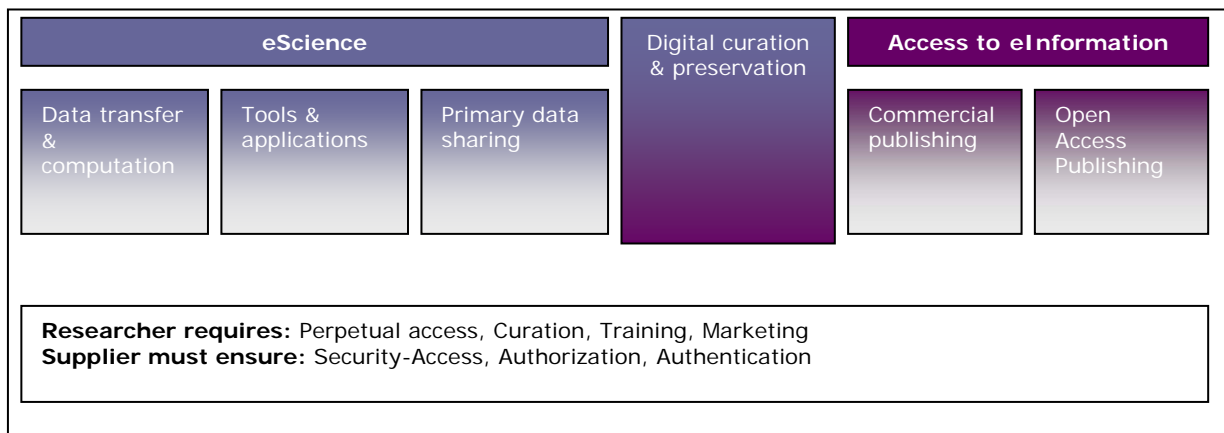 eScience
Digital curation
& preservation
Access to eInformation
Data transfer
&
computation
Tools &
applications
Primary data
sharing
Commercial
publishing
Open
Access
Publishing
Researcher requires: Perpetual access, Curation, Training, Marketing
Supplier must ensure: Security-Access, Authorization, Authentication